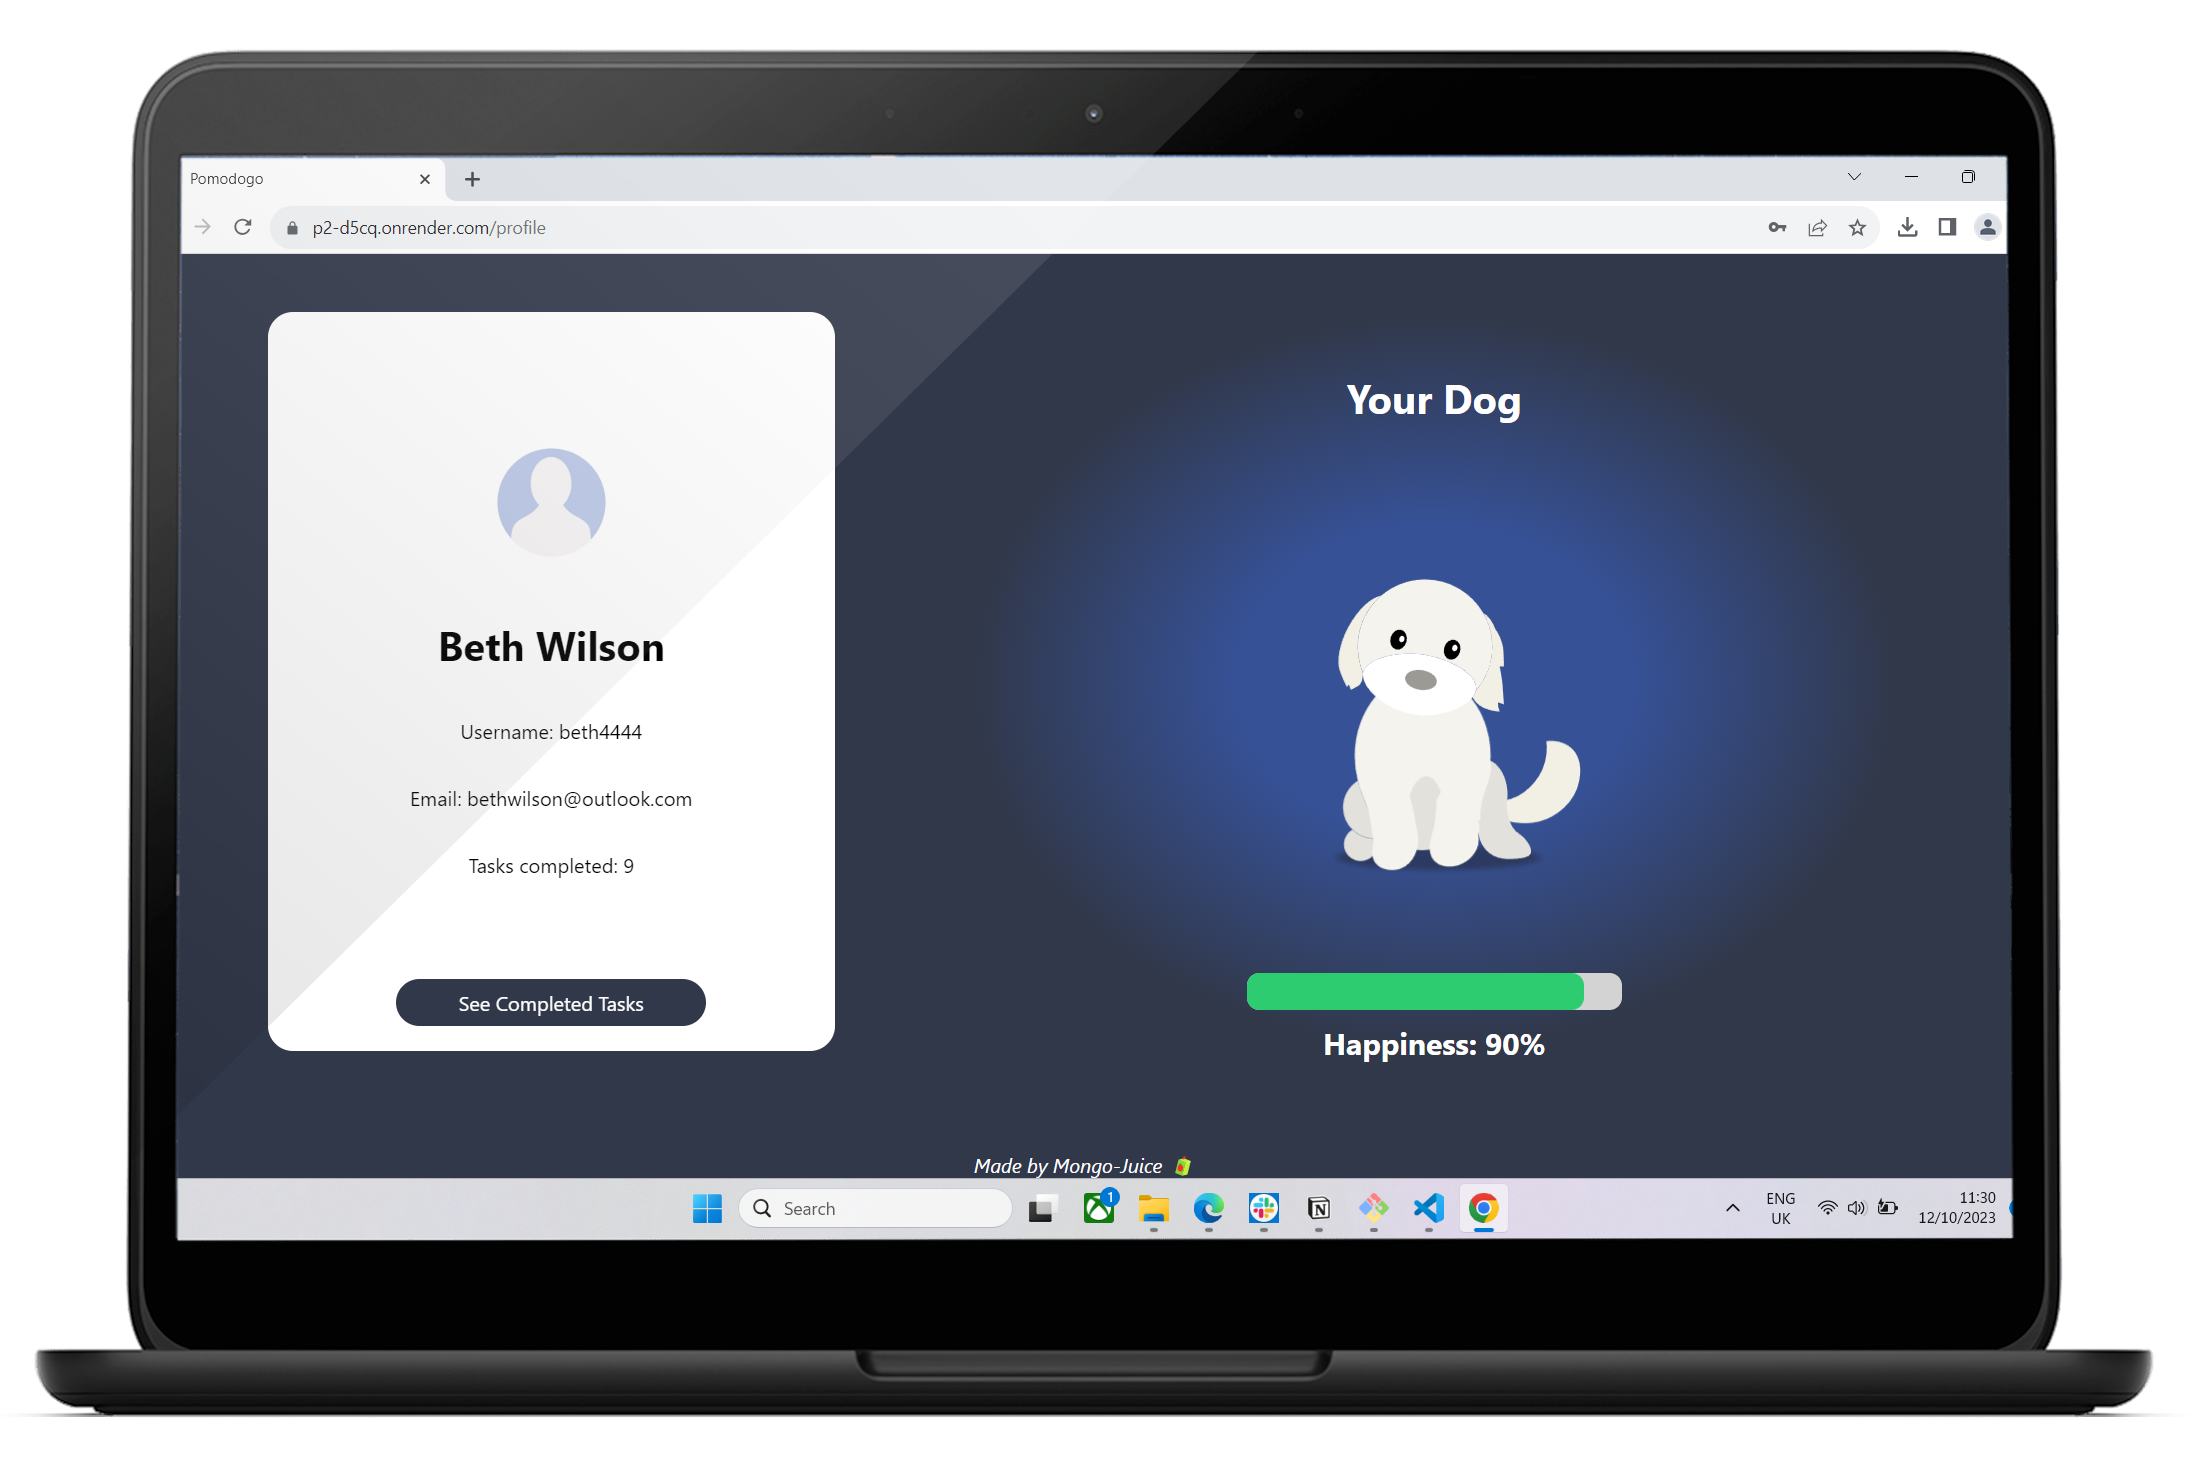 Pomodogo
p2-d5cq.onrender.com/profile
Your Dog
Beth Wilson
Username: beth4444
Email: bethwilson@outlook.com
Tasks completed: 9
See Completed Tasks
Happiness: 90%
Made by Mongo-Juice
Search
1
N
ENG
UK
11:30
12/10/2023